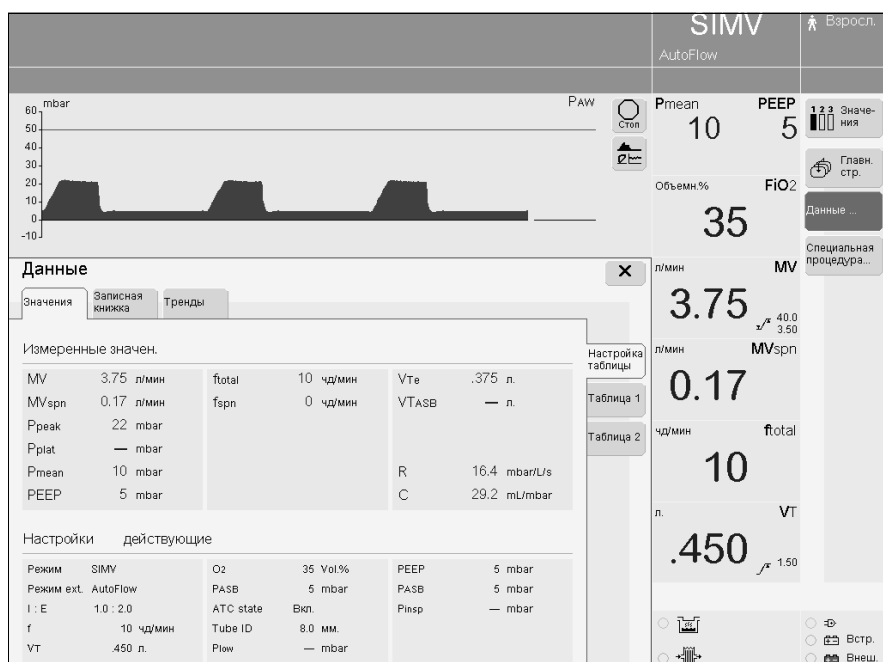 SIMV
AutoFlow
Взросл.
mbar
PAW
60
50
40
30
20
10
0
-10
Стоп
Pmean
10
PEEP
5
Объемн.% FiO2
35
л/мин MV
3.75
40.0
3.50
л/мин MVspn
0.17
чд/мин ftotal
10
л. VT
.450
1.50
1 2 3 Значе-
ния
Главн.
стр.
Данные ...
Специальная
процедура...
Встр.
Внеш.
Данные
Значения
Записная
книжка
Тренды
Настройка
таблицы
Таблица 1
Таблица 2
Измеренные значен.
MV 3.75 л/мин ftotal 10 чд/мин VTe .375 л.
MVspn 0.17 л/мин fspn 0 чд/мин VTASB — л.
Ppeak 22 mbar
Pplat — mbar
Pmean 10 mbar R 16.4 mbar/L/s
PEEP 5 mbar C 29.2 mL/mbar
Настройки действующие
Режим SIMV O2 35 Vol.% PEEP 5 mbar
Режим ext. AutoFlow PASB 5 mbar PASB 5 mbar
I : E 1.0 : 2.0 ATC state Вкл. Pinsp — mbar
f 10 чд/мин Tube ID 8.0 мм.
VT .450 л Plow — mbar